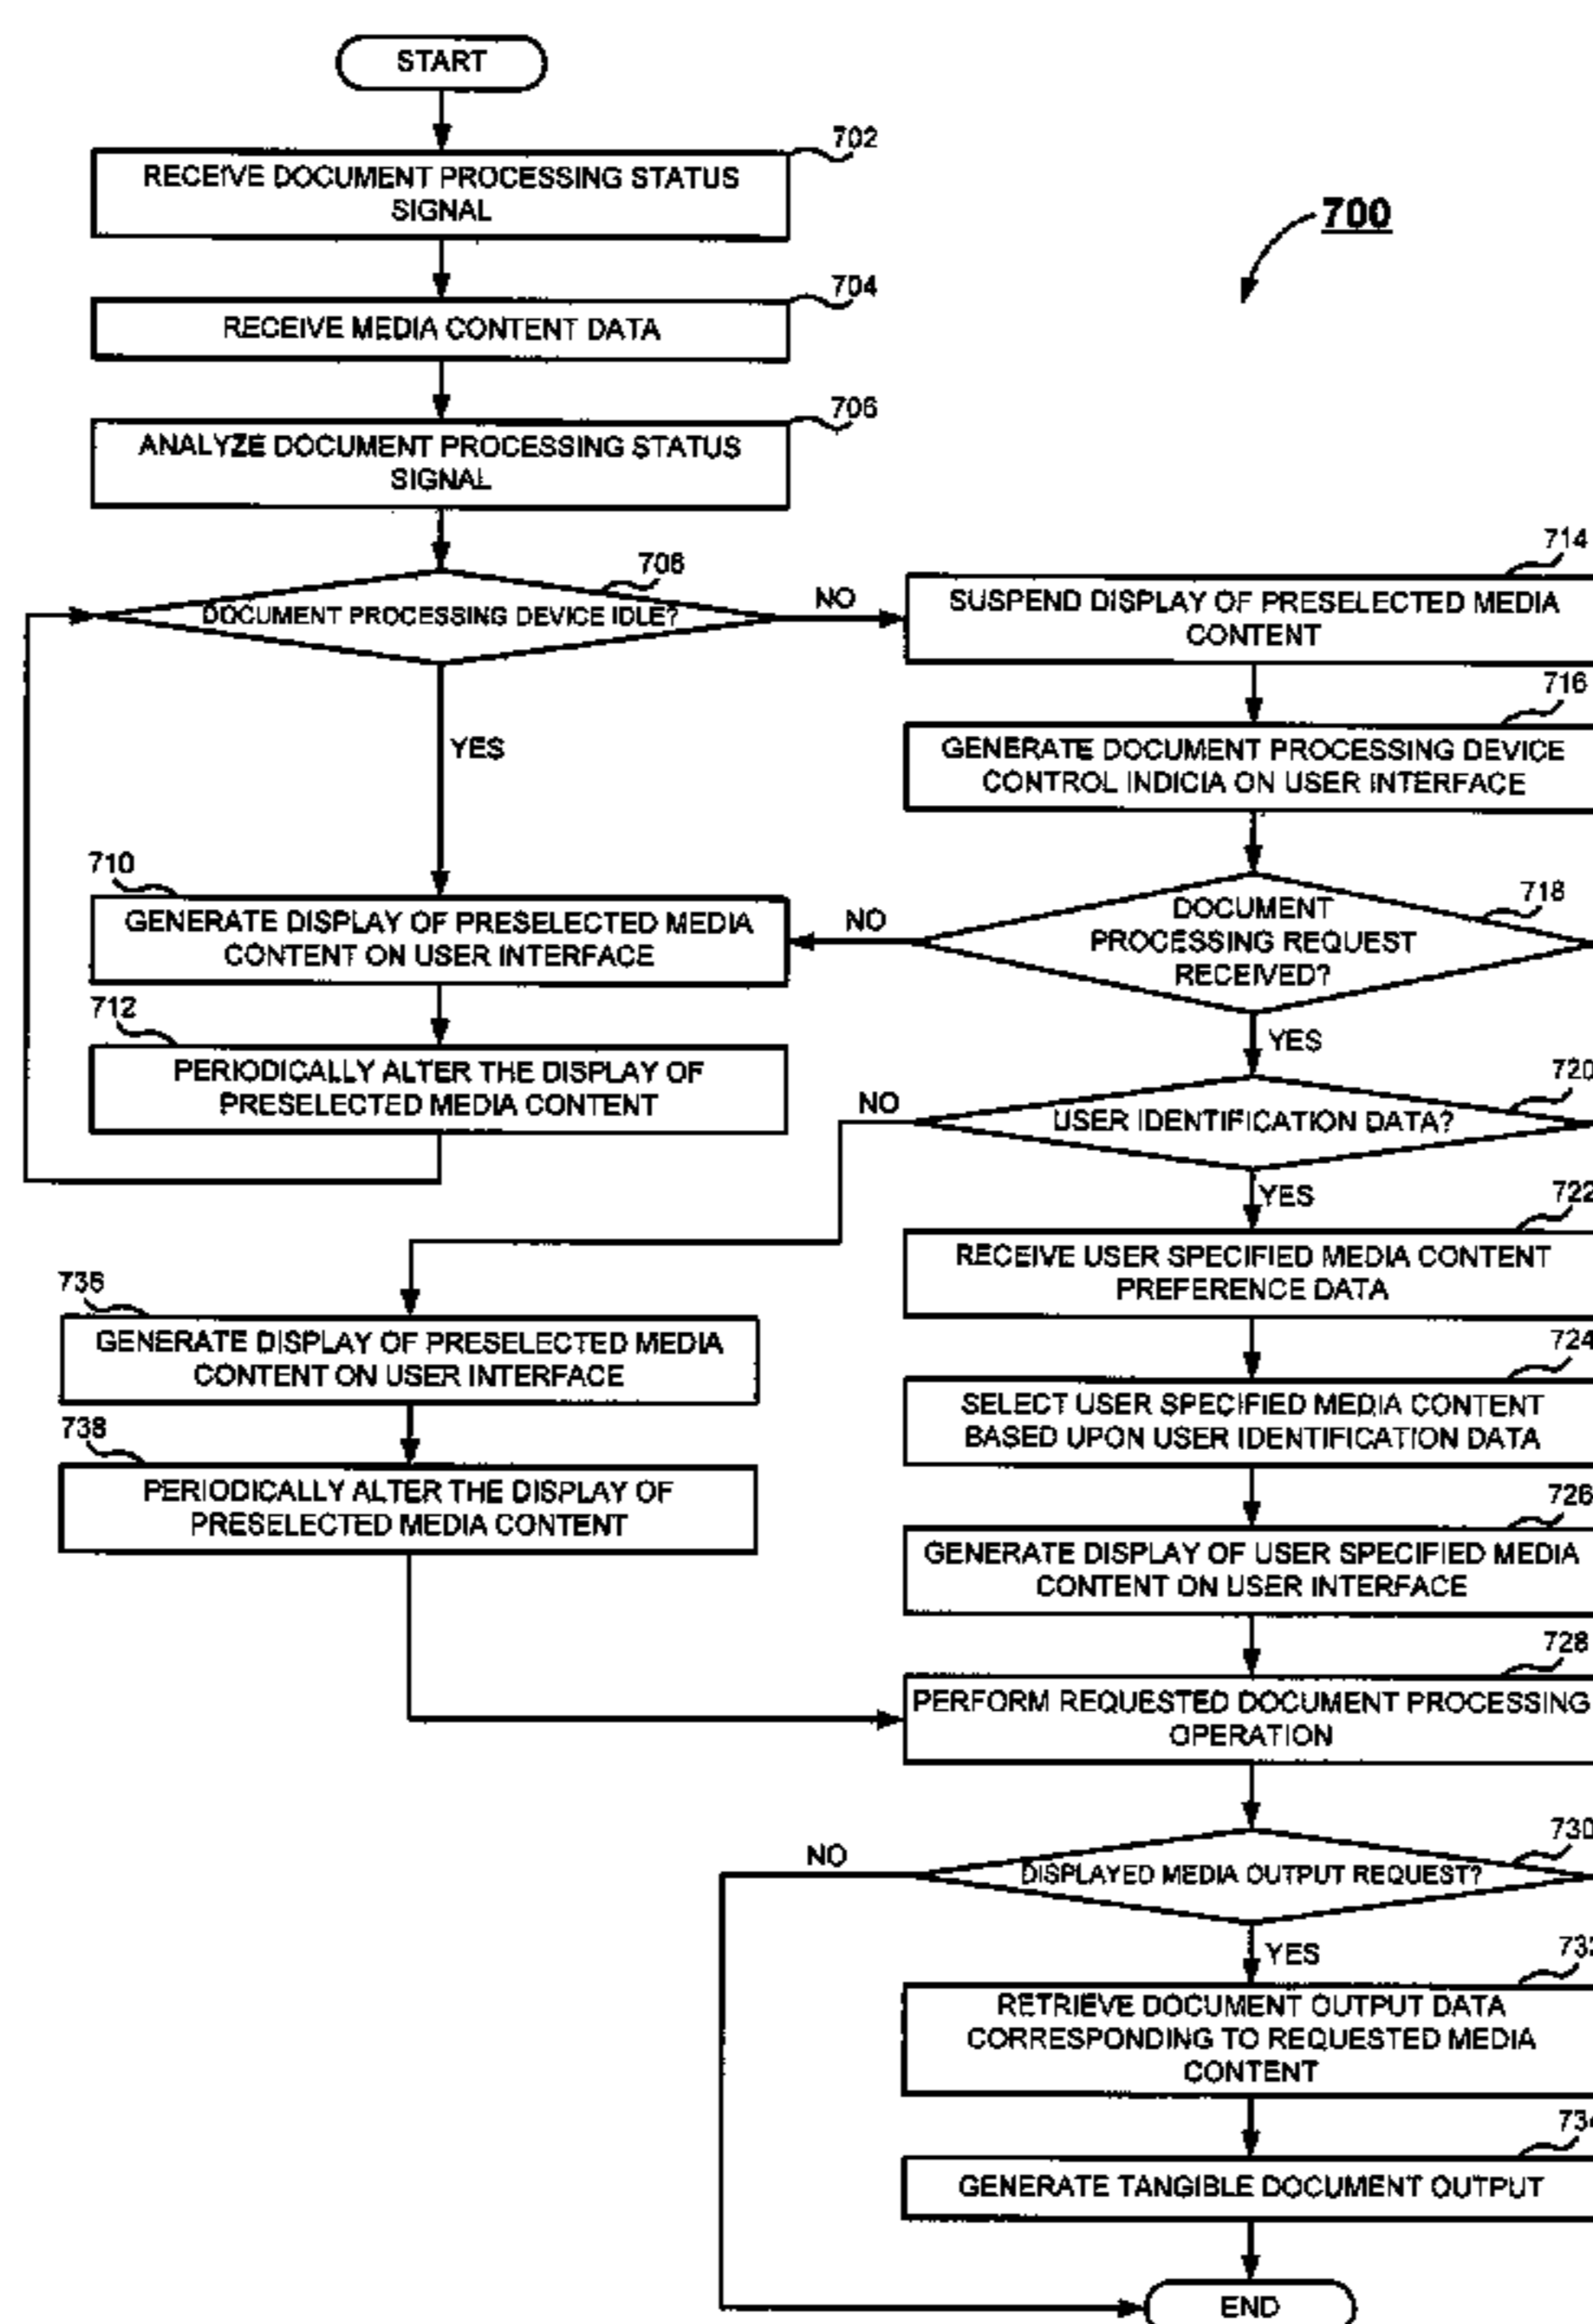 START
702
RECEIVE DOCUMENT PROCESSING STATUS
SIGNAL
700
704
RECEIVE MEDIA CONTENT DATA
706
ANALYZE DOCUMENT PROCESSING STATUS
SIGNAL
708
DOCUMENT PROCESSING DEVICE IDLE?
NO
714
SUSPEND DISPLAY OF PRESELECTED MEDIA
CONTENT
YES
716
GENERATE DOCUMENT PROCESSING DEVICE
CONTROL INDICIA ON USER INTERFACE
710
GENERATE DISPLAY OF PRESELECTED MEDIA
CONTENT ON USER INTERFACE
NO
718
DOCUMENT
PROCESSING REQUEST
RECEIVED?
YES
712
PERIODICALLY ALTER THE DISPLAY OF
PRESELECTED MEDIA CONTENT
NO
720
USER IDENTIFICATION DATA?
YES
722
RECEIVE USER SPECIFIED MEDIA CONTENT
PREFERENCE DATA
736
GENERATE DISPLAY OF PRESELECTED MEDIA
CONTENT ON USER INTERFACE
724
SELECT USER SPECIFIED MEDIA CONTENT
BASED UPON USER IDENTIFICATION DATA
738
PERIODICALLY ALTER THE DISPLAY OF
PRESELECTED MEDIA CONTENT
726
GENERATE DISPLAY OF USER SPECIFIED MEDIA
CONTENT ON USER INTERFACE
728
PERFORM REQUESTED DOCUMENT PROCESSING
OPERATION
NO
730
DISPLAYED MEDIA OUTPUT REQUEST?
YES
RETRIEVE DOCUMENT OUTPUT DATA
CORRESPONDING TO REQUESTED MEDIA
CONTENT
GENERATE TANGIBLE DOCUMENT OUTPUT
END